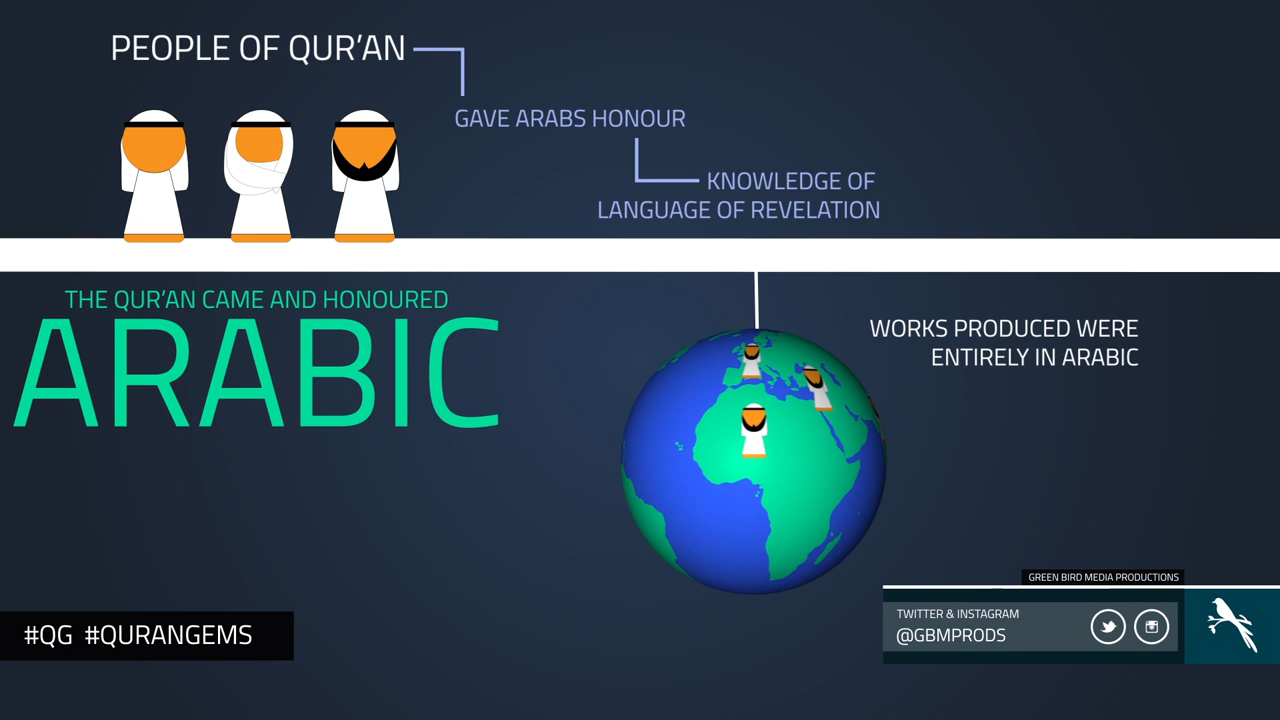 PEOPLE OF QUR’AN
GAVE ARABS HONOUR
KNOWLEDGE OF
LANGUAGE OF REVELATION
THE QUR’AN CAME AND HONOURED
ARABIC
WORKS PRODUCED WERE
ENTIRELY IN ARABIC
GREEN BIRD MEDIA PRODUCTIONS
TWITTER & INSTAGRAM
@GBMPRODS
#QG #QURANGEMS